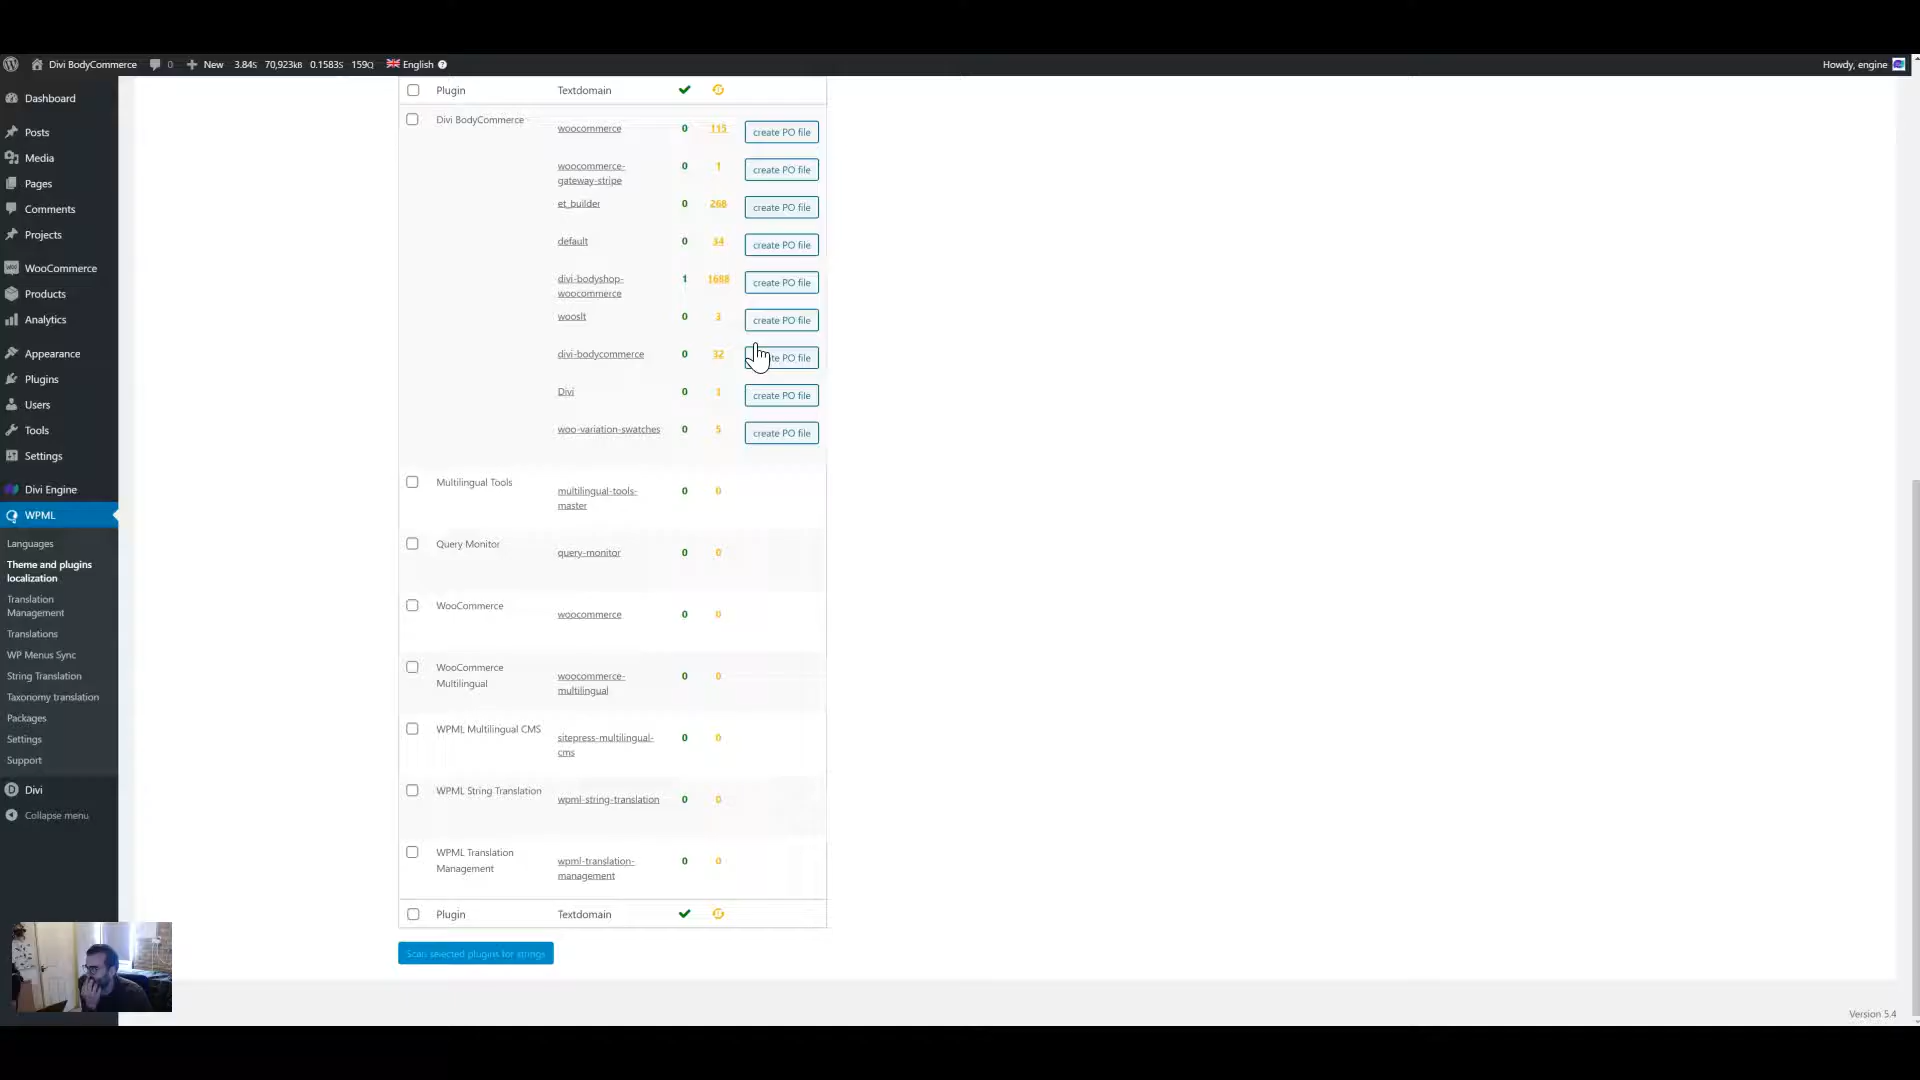 Divi BodyCommerce 0 New 3.84s 70,923kB 0.1583s 159Q English Howdy, engine
Dashboard
Posts
Media
Pages
Comments
Projects
WooCommerce
Products
Analytics
Appearance
Plugins
Users
Tools
Settings
Divi Engine
WPML
Languages
Theme and plugins
localization
Translation
Management
Translations
WP Menus Sync
String Translation
Taxonomy translation
Packages
Settings
Support
Divi
Collapse menu
Plugin Textdomain
Divi BodyCommerce
woocommerce 0 115 create PO file
woocommerce-
gateway-stripe 0 1 create PO file
et_builder 0 268 create PO file
default 0 34 create PO file
divi-bodyshop-
woocommerce 1 1688 create PO file
wooslt 0 3 create PO file
divi-bodycommerce 0 32 PO file
Divi 0 1 create PO file
woo-variation-swatches 0 5 create PO file
Multilingual Tools
multilingual-tools-
master 0 0
Query Monitor
query-monitor 0 0
WooCommerce
woocommerce 0 0
WooCommerce
Multilingual
woocommerce-
multilingual 0 0
WPML Multilingual CMS
sitepress-multilingual-
cms 0 0
WPML String Translation
wpml-string-translation 0 0
WPML Translation
Management
wpml-translation-
management 0 0
Plugin Textdomain
Scan selected plugins for strings
Version 5.4